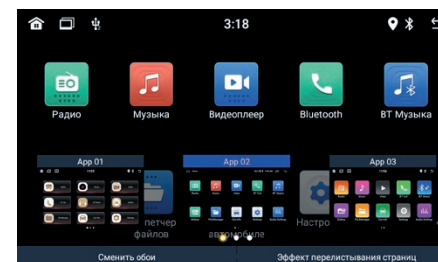 3:18
Радио
Музыка
Видеоплеер
Bluetooth
BT Музыка
App 01
App 02
App 03
петчер
Настро
файлов
автомобиле
Сменить обои
Эффект перелистывания страниц